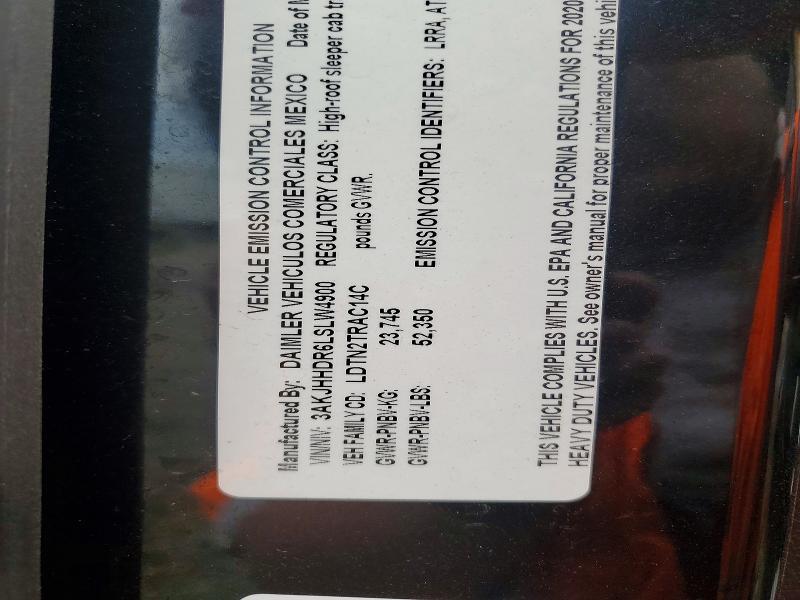 VEHICLE EMISSION CONTROL INFORMATION
Manufactured By: DAIMLER VEHICULOS COMERCIALES MEXICO Date of M
VIN/NIV: 3AKJHHDR6LSLW4900 REGULATORY CLASS: High-roof sleeper cab tr
VEH FAMILY CD: LDTN2TRAC14C pounds GVWR.
GVWR-PNBV-KG: 23,745
GVWR-PNBV-LBS: 52,350 EMISSION CONTROL IDENTIFIERS: LRRA, AT
THIS VEHICLE COMPLIES WITH U.S. EPA AND CALIFORNIA REGULATIONS FOR 2020
HEAVY DUTY VEHICLES. See owner's manual for proper maintenance of this vehi